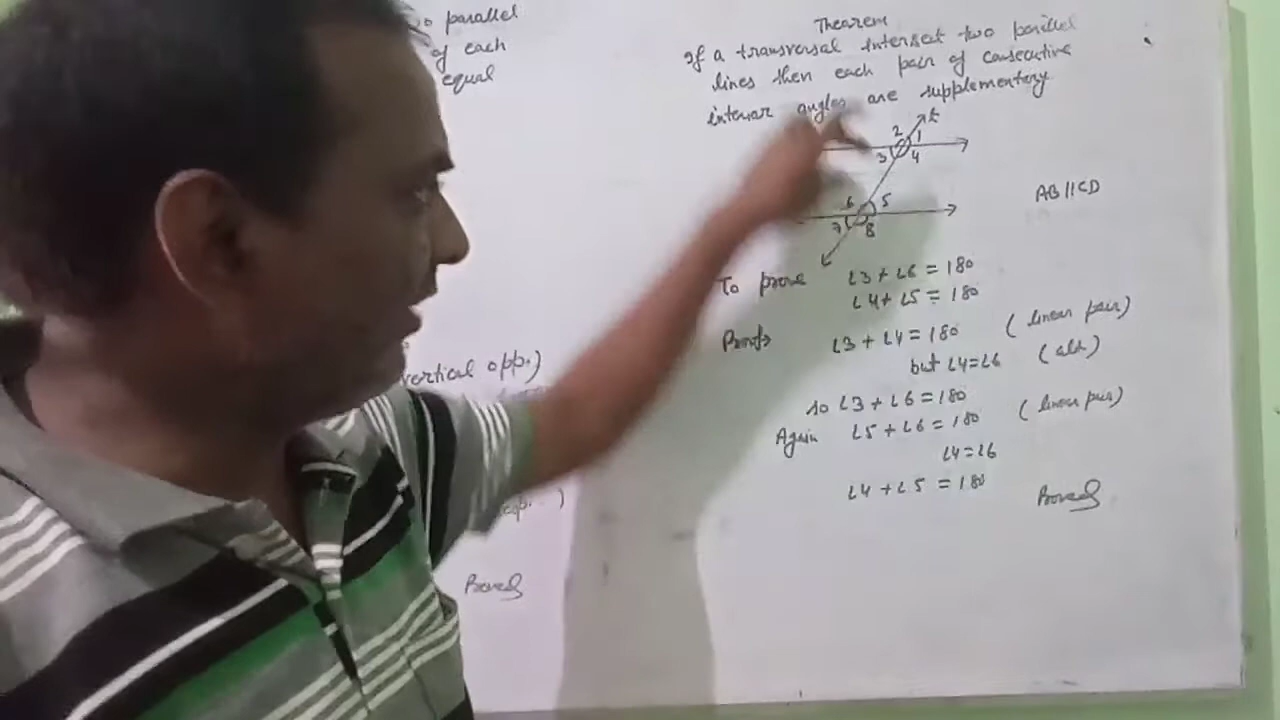 parallel
of each
equal
vertical opp.)
Proved
Thearem
If a transversal intersect two parallel
lines then each pair of consecutive
interior angles are supplementary
t
2 1
3 4
6 5
7 8
AB || CD
To prove ∠3 + ∠6 = 180
∠4 + ∠5 = 180
Proof ∠3 + ∠4 = 180 (linear pair)
but ∠4 = ∠6 (alt)
so ∠3 + ∠6 = 180
Again ∠5 + ∠6 = 180 (linear pair)
∠4 = ∠6
∠4 + ∠5 = 180
Proved